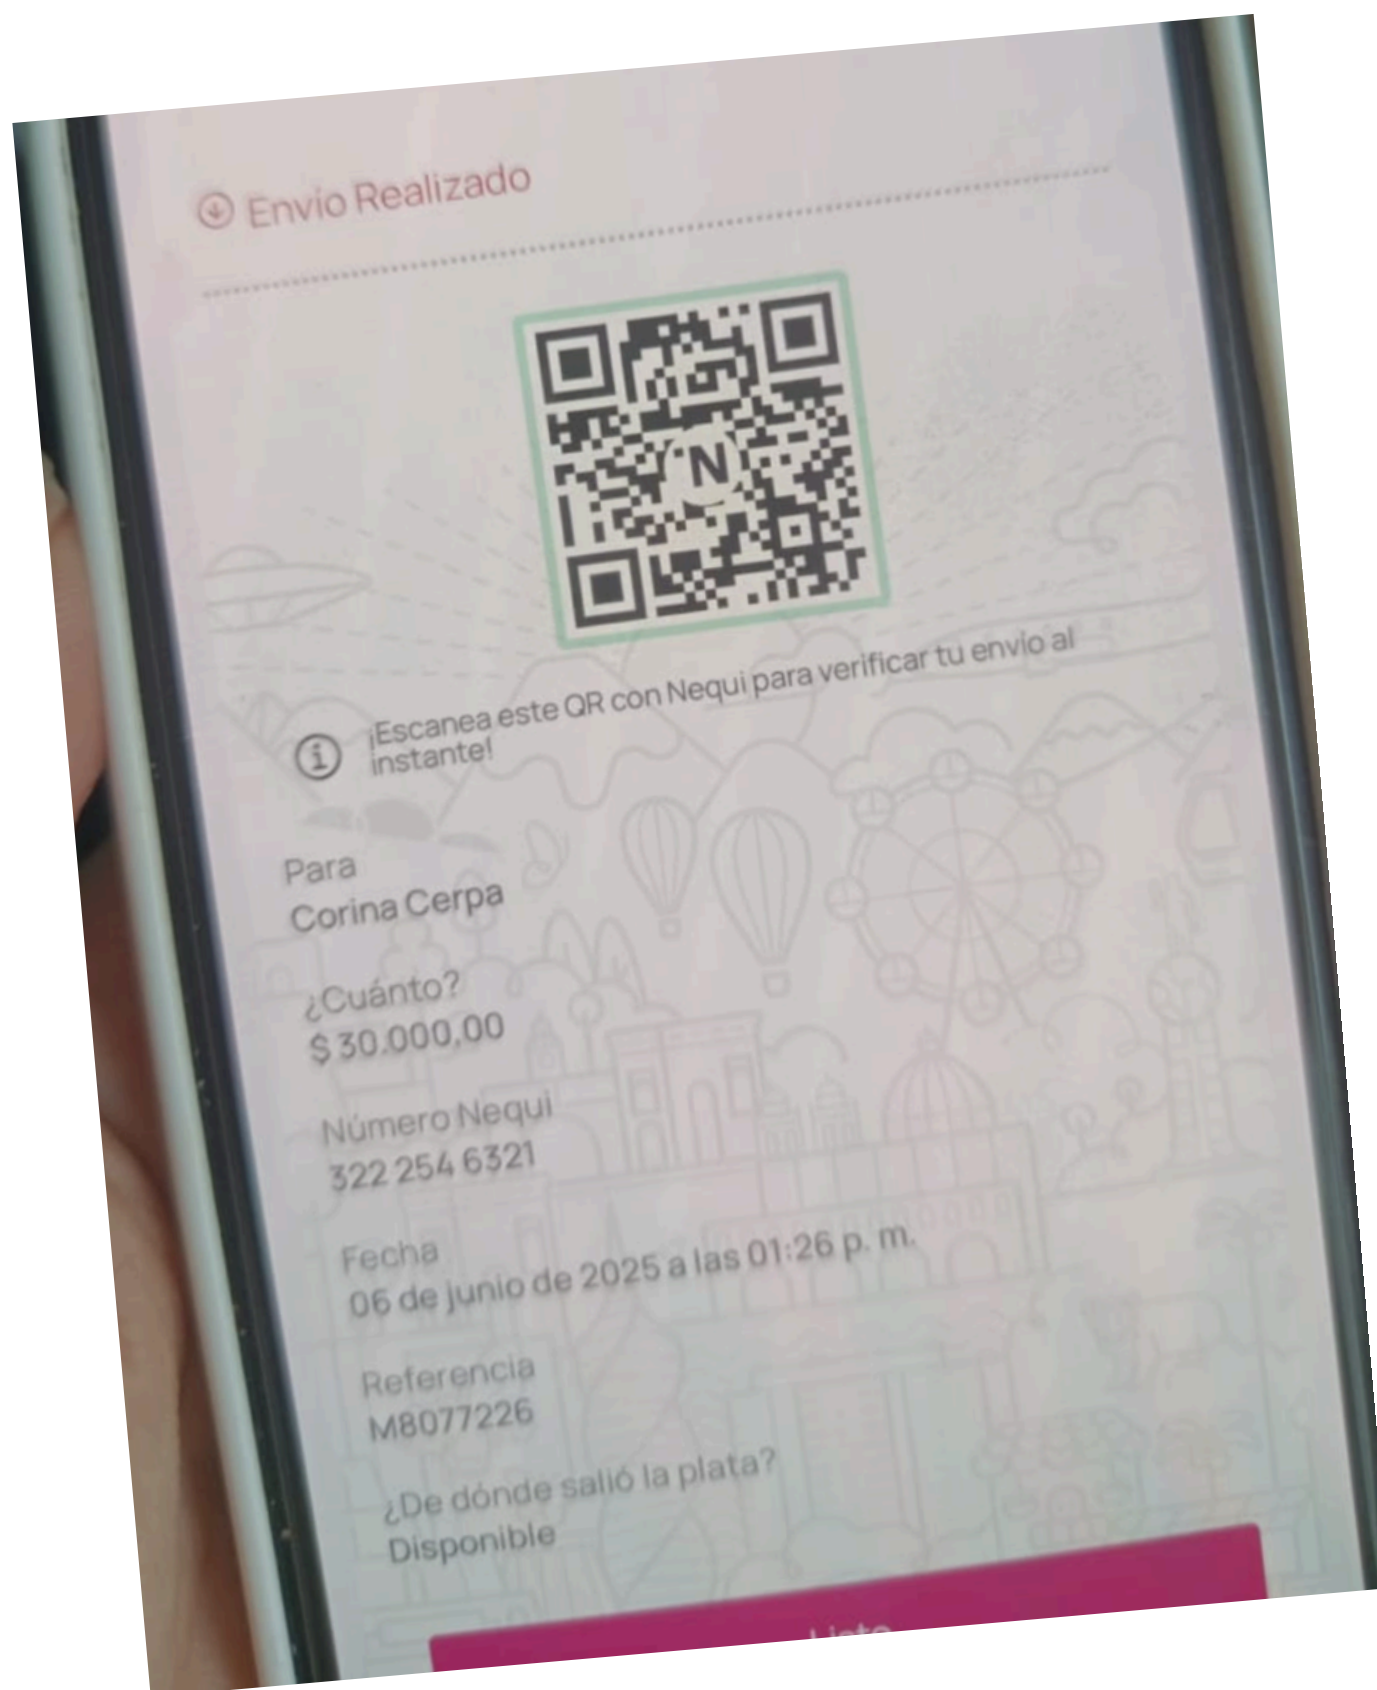 Envío Realizado
N
¡Escanea este QR con Nequi para verificar tu envío al
instante!
Para
Corina Cerpa
¿Cuánto?
$ 30.000,00
Número Nequi
322 254 6321
Fecha
06 de junio de 2025 a las 01:26 p. m.
Referencia
M8077226
¿De dónde salió la plata?
Disponible
Listo